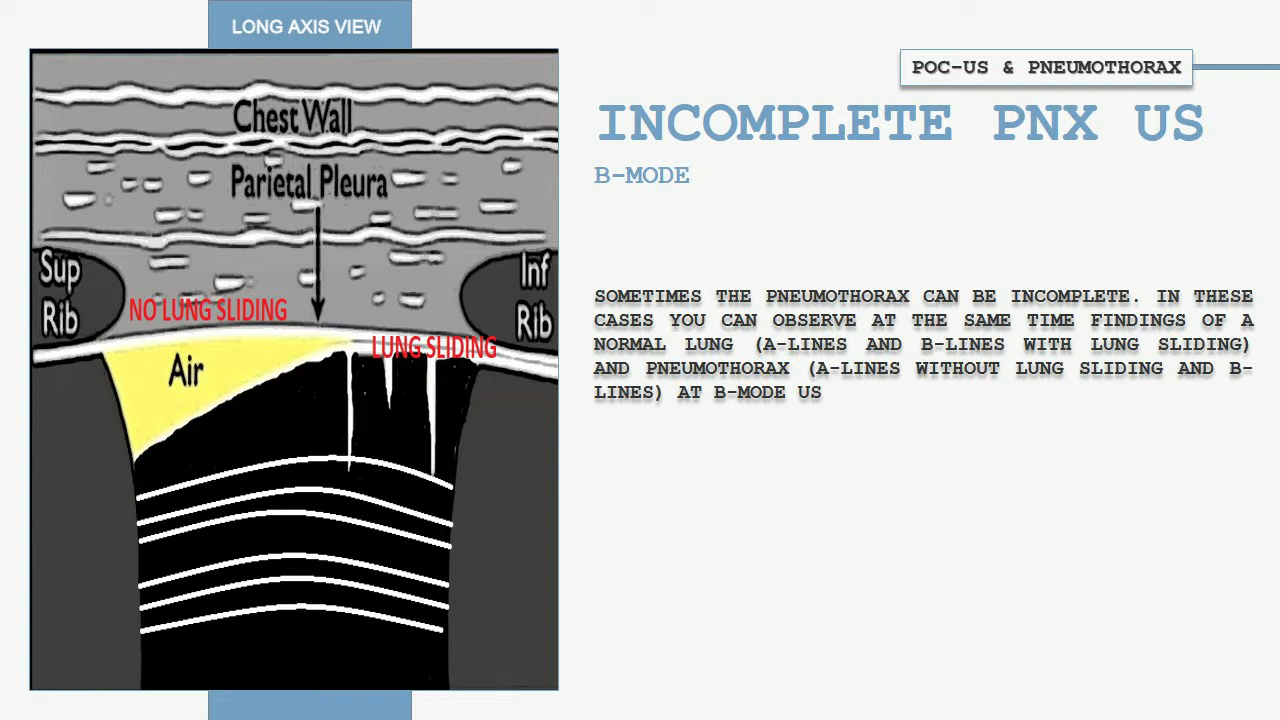 LONG AXIS VIEW
POC-US & PNEUMOTHORAX
INCOMPLETE PNX US
B-MODE
Chest Wall
Parietal Pleura
Sup
Rib
Inf
Rib
NO LUNG SLIDING
LUNG SLIDING
Air
SOMETIMES THE PNEUMOTHORAX CAN BE INCOMPLETE. IN THESE
CASES YOU CAN OBSERVE AT THE SAME TIME FINDINGS OF A
NORMAL LUNG (A-LINES AND B-LINES WITH LUNG SLIDING)
AND PNEUMOTHORAX (A-LINES WITHOUT LUNG SLIDING AND B-
LINES) AT B-MODE US